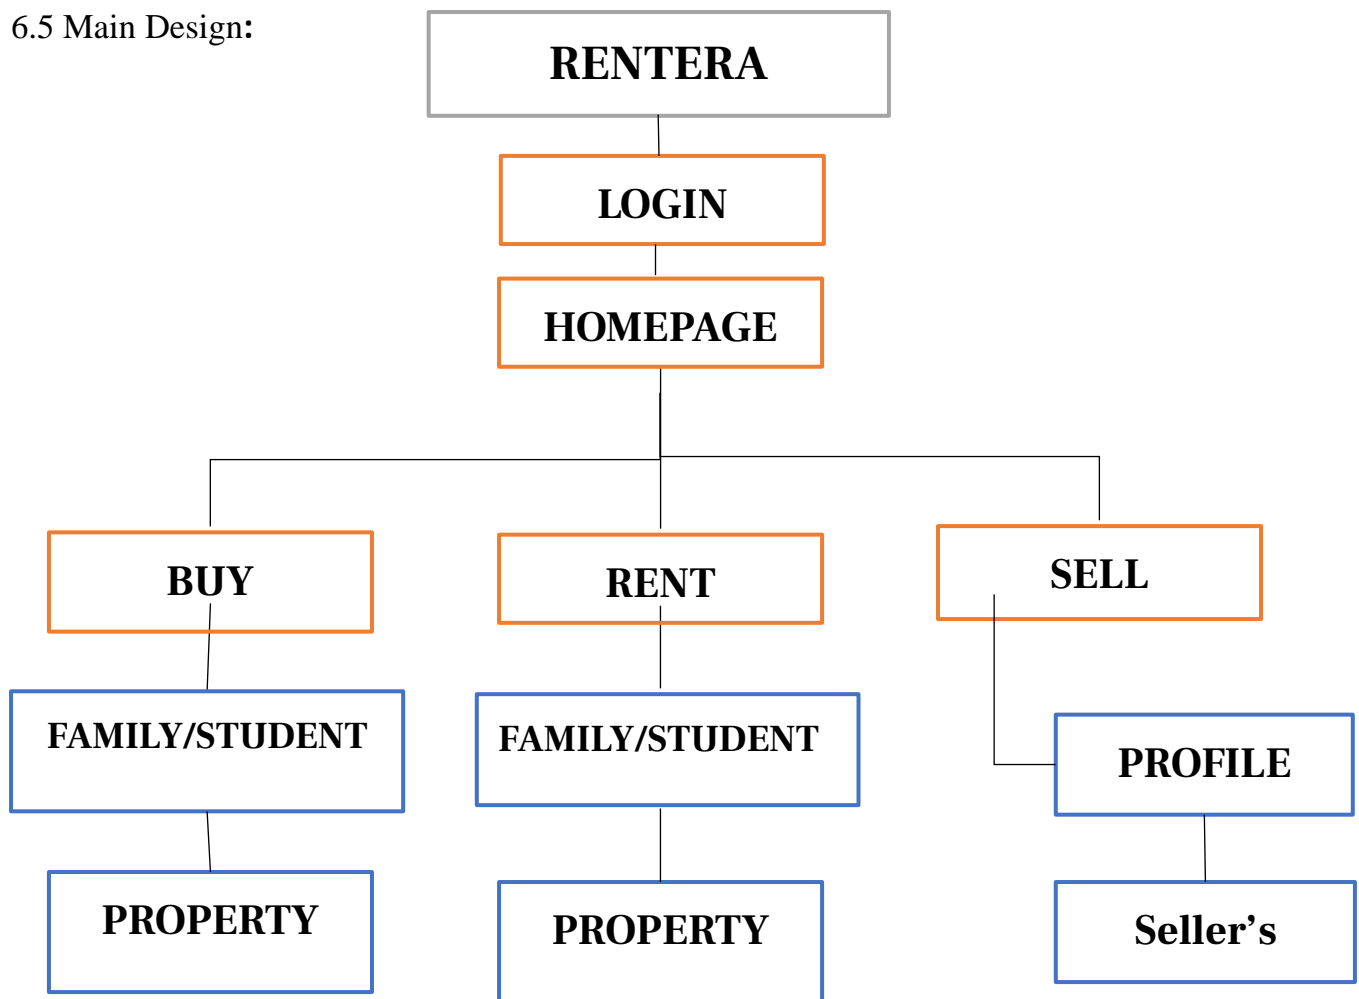 6.5 Main Design:
RENTERA
LOGIN
HOMEPAGE
BUY
RENT
SELL
FAMILY/STUDENT
FAMILY/STUDENT
PROFILE
PROPERTY
PROPERTY
Seller’s